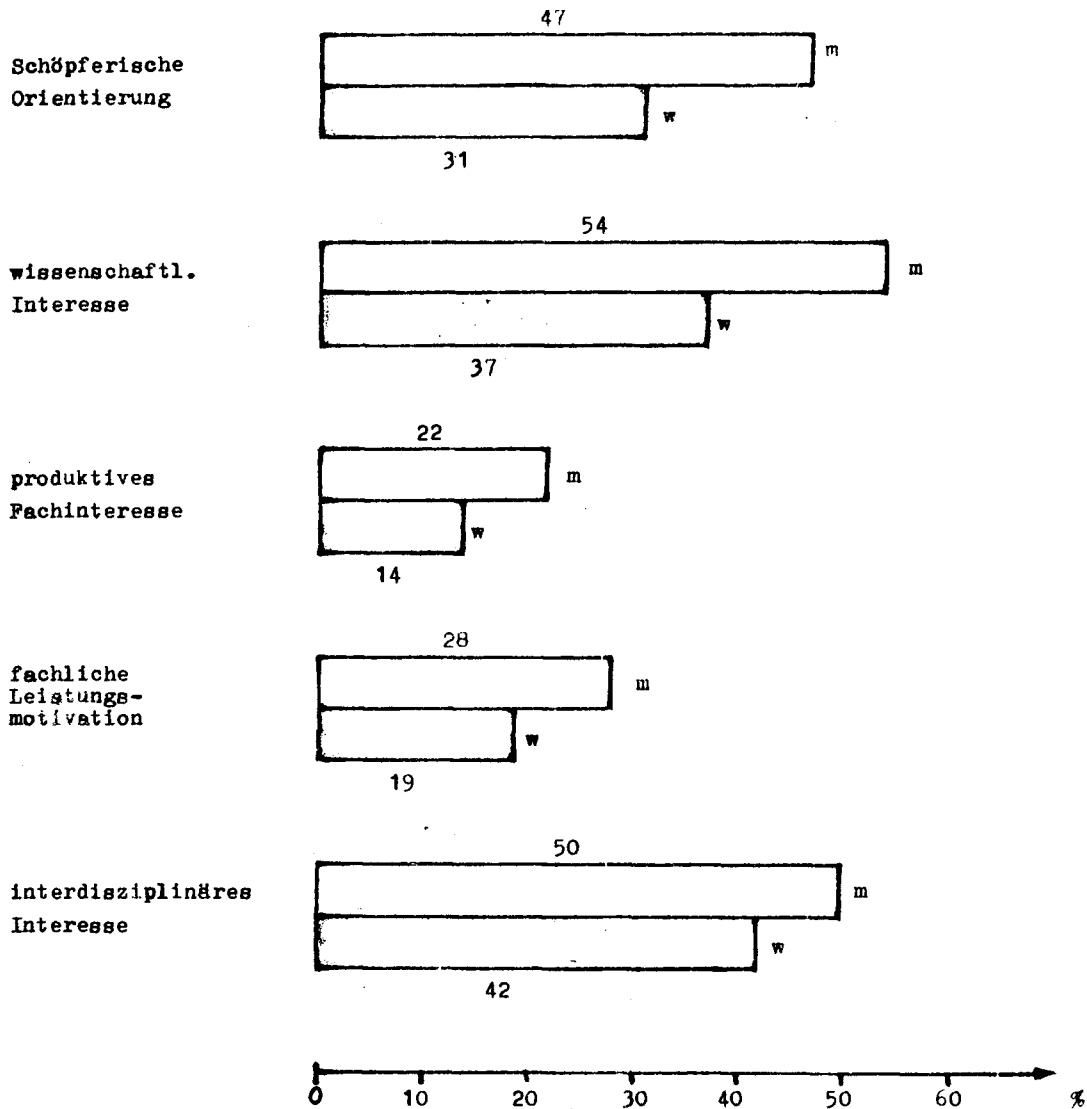 47
Schöpferische
Orientierung
m
w
31
54
wissenschaftl.
Interesse
m
w
37
22
produktives
Fachinteresse
m
w
14
28
fachliche
Leistungs-
motivation
m
w
19
50
interdisziplinäres
Interesse
m
w
42
0 10 20 30 40 50 60 %